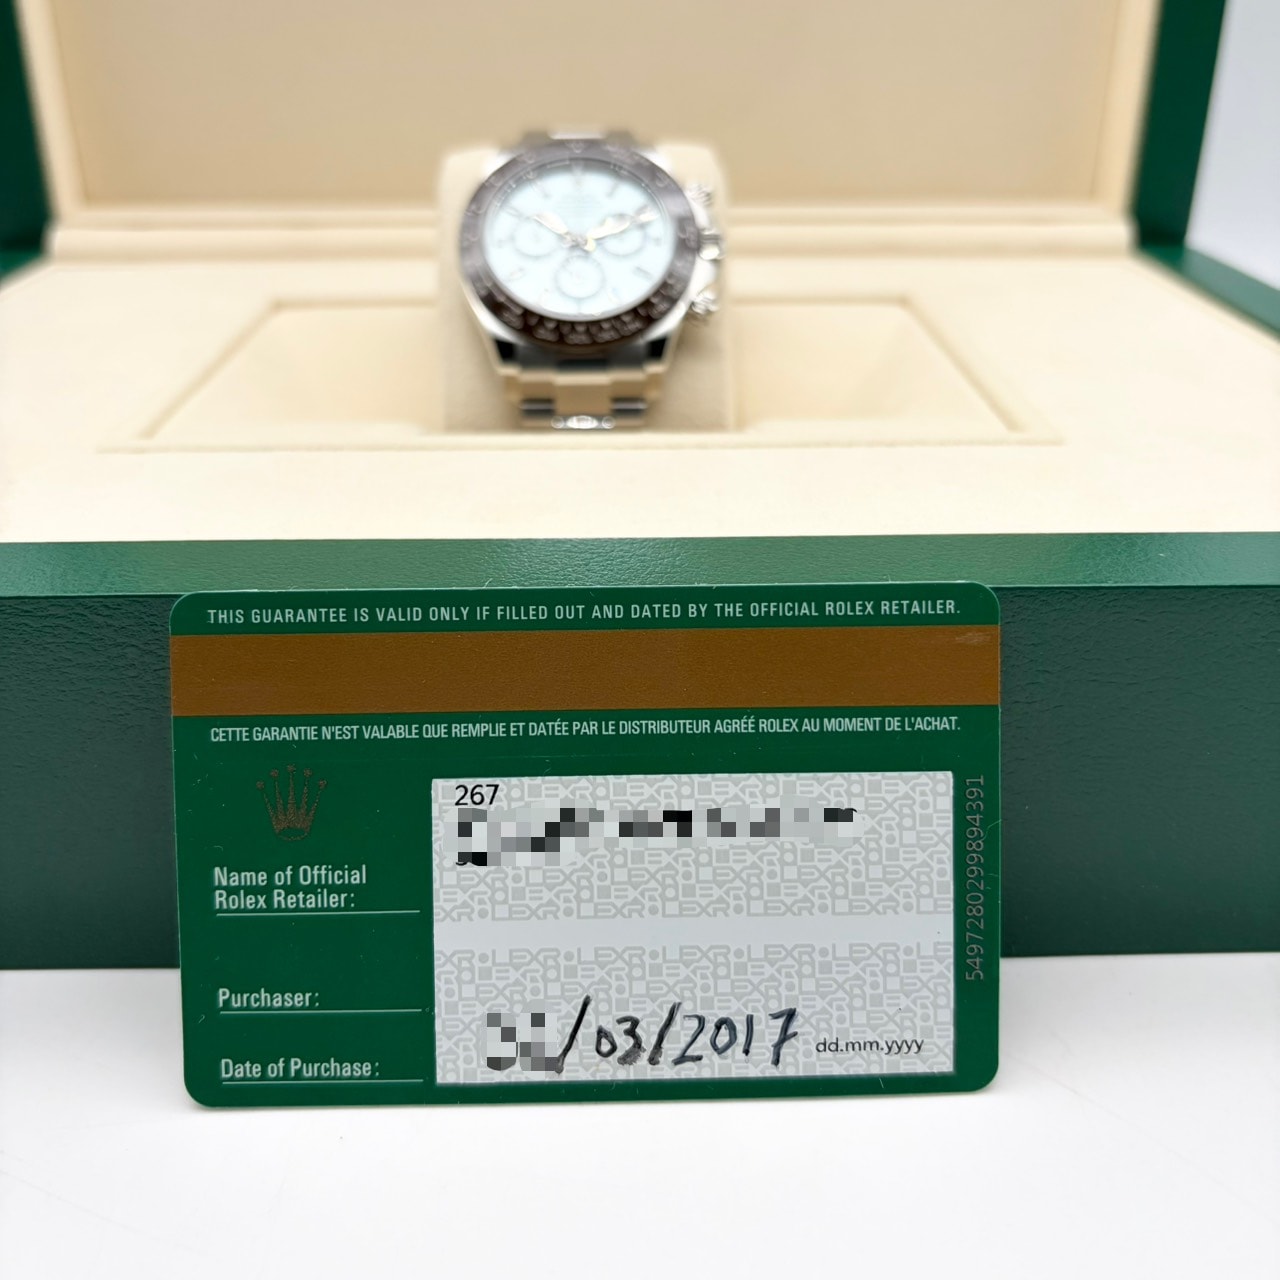 THIS GUARANTEE IS VALID ONLY IF FILLED OUT AND DATED BY THE OFFICIAL ROLEX RETAILER.
CETTE GARANTIE N'EST VALABLE QUE REMPLIE ET DATÉE PAR LE DISTRIBUTEUR AGRÉÉ ROLEX AU MOMENT DE L'ACHAT.
267
Name of Official
Rolex Retailer:
Purchaser:
Date of Purchase:
/03/2017 dd.mm.yyyy
5497280299894391